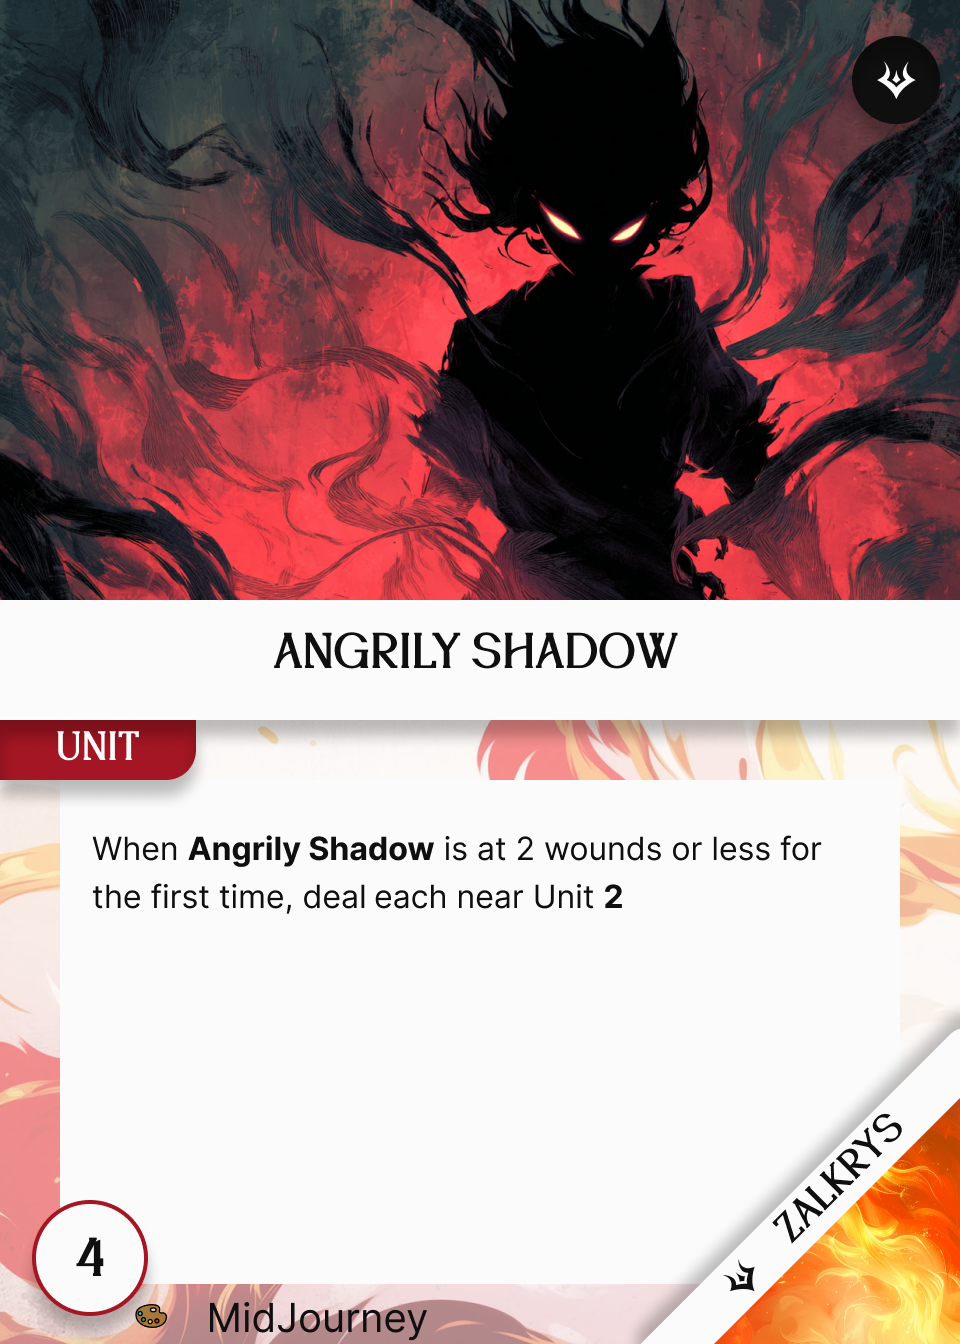 ANGRILY SHADOW
UNIT
When Angrily Shadow is at 2 wounds or less for
the first time, deal each near Unit 2
ZALKRYS
4
MidJourney